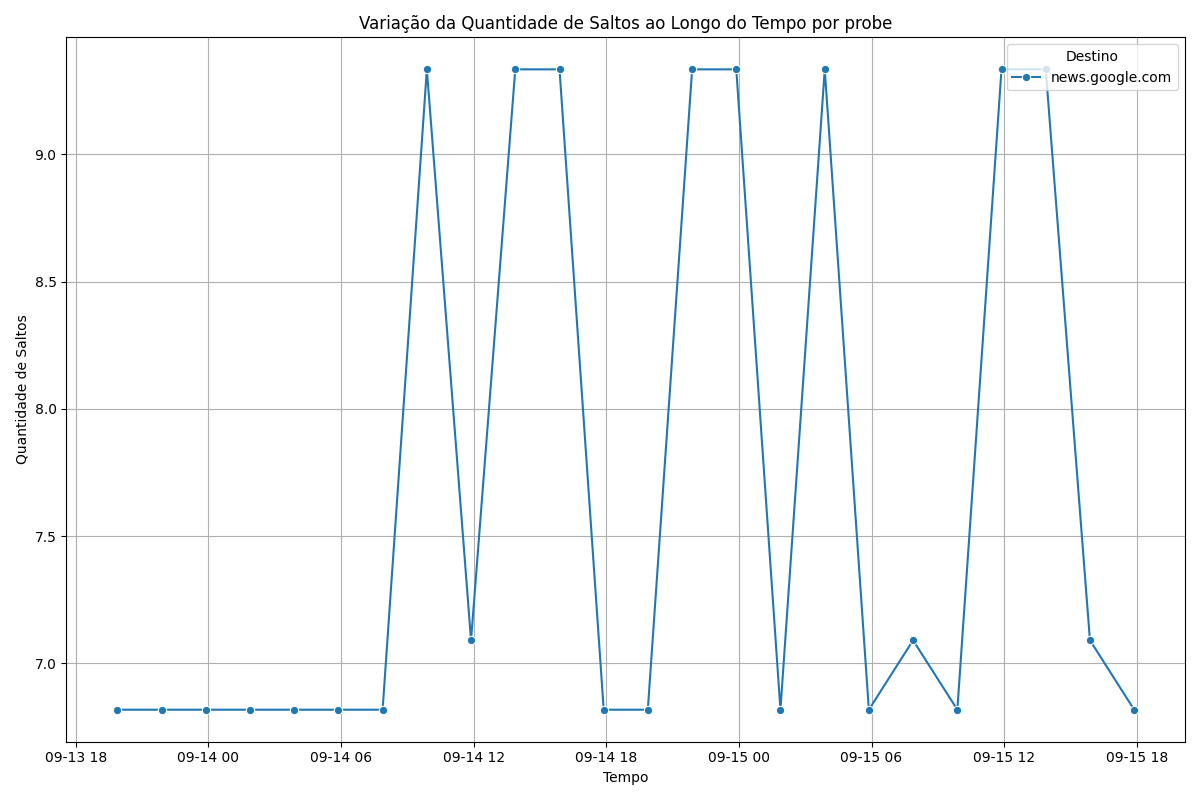 Variação da Quantidade de Saltos ao Longo do Tempo por probe
Destino
news.google.com
Quantidade de Saltos
9.0
8.5
8.0
7.5
7.0
09-13 18
09-14 00
09-14 06
09-14 12
09-14 18
09-15 00
09-15 06
09-15 12
09-15 18
Tempo